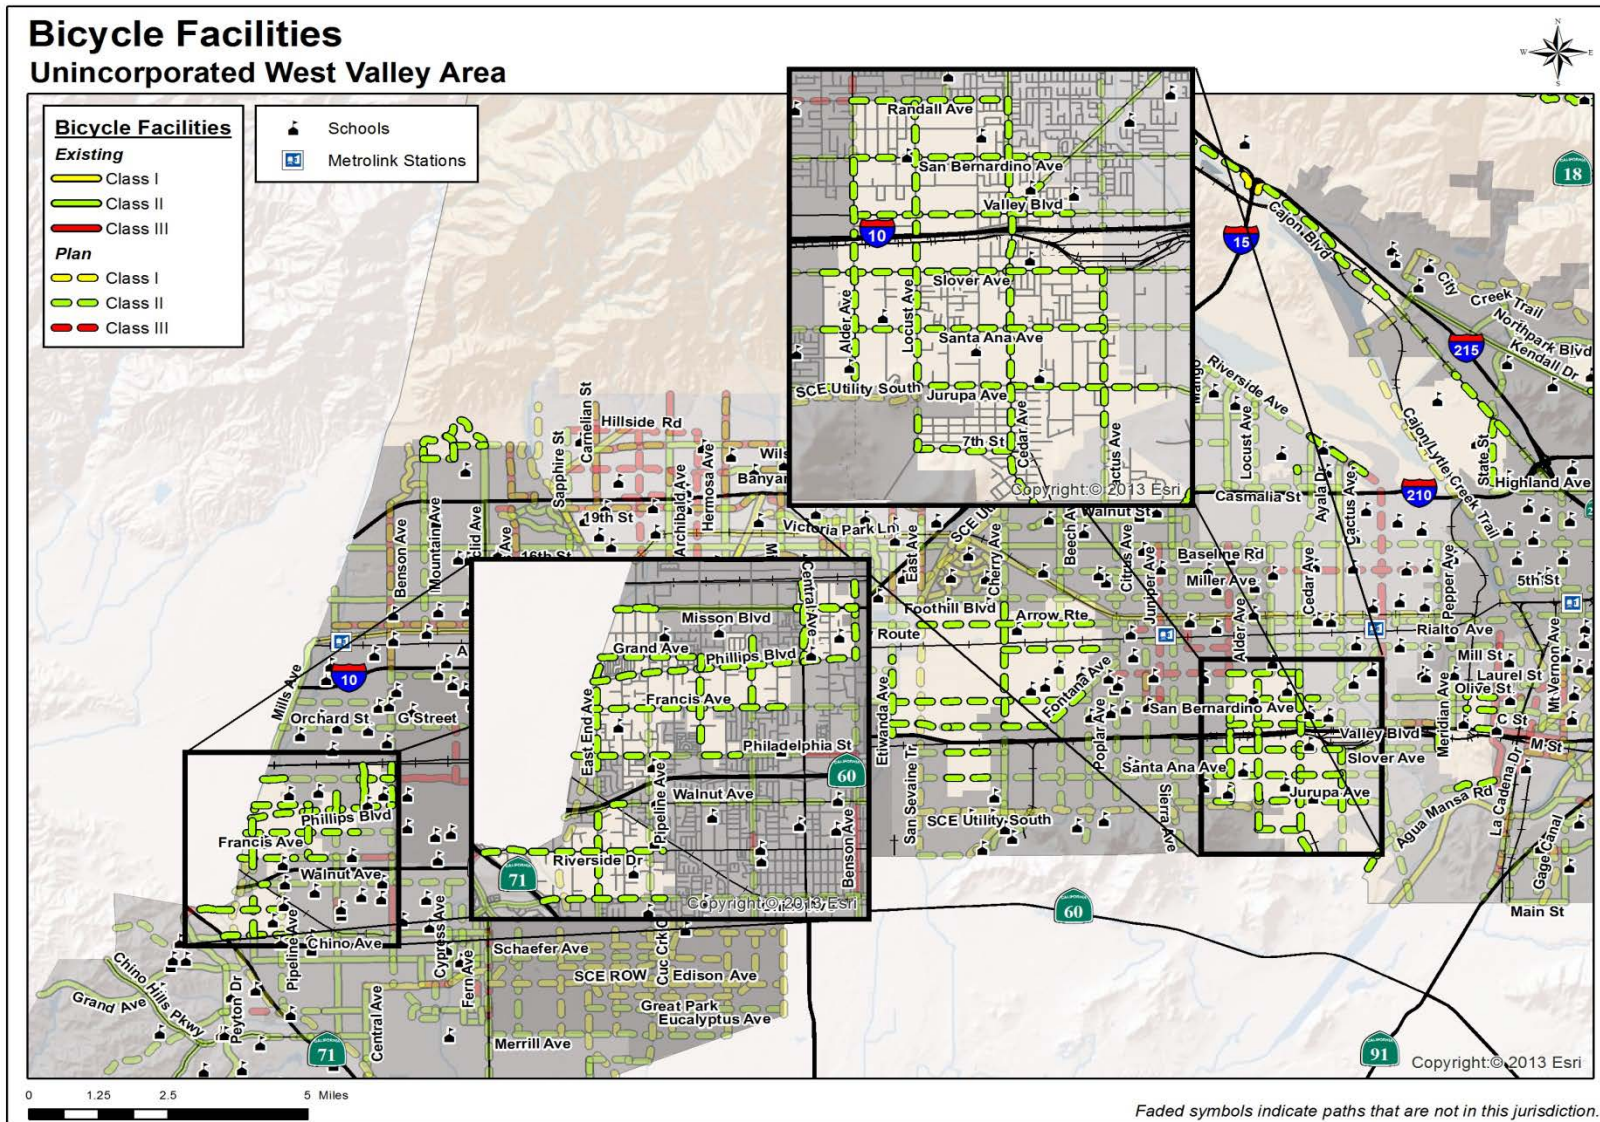 Bicycle Facilities
Unincorporated West Valley Area
N
W
E
S
Bicycle Facilities
Existing
Class I
Class II
Class III
Plan
Class I
Class II
Class III
Schools
Metrolink Stations
Randall Ave
San Bernardino Ave
Valley Blvd
10
Slover Ave
Alder Ave
Locust Ave
Santa Ana Ave
SCE Utility South
Jurupa Ave
7th St
Cedar Ave
Copyright:© 2013 Esri
CALIFORNIA
18
15
Cajon Blvd
City
Creek Trail
Northpark Blvd
Kendall Dr
215
Riverside Ave
Locust Ave
Cajon/Lytle Creek Trail
State St
Highland Ave
210
Casmalia St
Ayala Dr
Cactus Ave
Hillside Rd
Carnelian St
Sapphire St
Archibald Ave
Hermosa Ave
19th St
16th St
Victoria Park Ln
Benson Ave
Mountain Ave
East Ave
Cherry Ave
Beech Ave
Walnut St
Citrus Ave
Juniper Ave
Baseline Rd
Miller Ave
Cedar Ave
Pepper Ave
5th St
Foothill Blvd
Arrow Rte
Route
Alder Ave
Rialto Ave
Mill St
Laurel St
Olive St
Mt Vernon Ave
C St
M St
Meridian Ave
Fontana Ave
San Bernardino Ave
Valley Blvd
Slover Ave
Etiwanda Ave
San Sevaine Tr
Poplar Ave
Santa Ana Ave
Sierra Ave
Jurupa Ave
SCE Utility South
Agua Mansa Rd
La Cadena Dr
Gage Canal
Main St
Misson Blvd
Central Ave
Grand Ave
Phillips Blvd
Francis Ave
East End Ave
Philadelphia St
CALIFORNIA
60
Walnut Ave
Pipeline Ave
Benson Ave
Riverside Dr
CALIFORNIA
71
Copyright:© 2013 Esri
Mills Ave
10
Orchard St
G Street
Phillips Blvd
Francis Ave
Walnut Ave
Pipeline Ave
Chino Ave
Cypress Ave
Fern Ave
Central Ave
Peyton Dr
Chino Hills Pkwy
Grand Ave
CALIFORNIA
71
Schaefer Ave
SCE ROW
Edison Ave
Great Park
Eucalyptus Ave
Merrill Ave
CALIFORNIA
60
CALIFORNIA
91
Copyright:© 2013 Esri
0 1.25 2.5 5 Miles
Faded symbols indicate paths that are not in this jurisdiction.